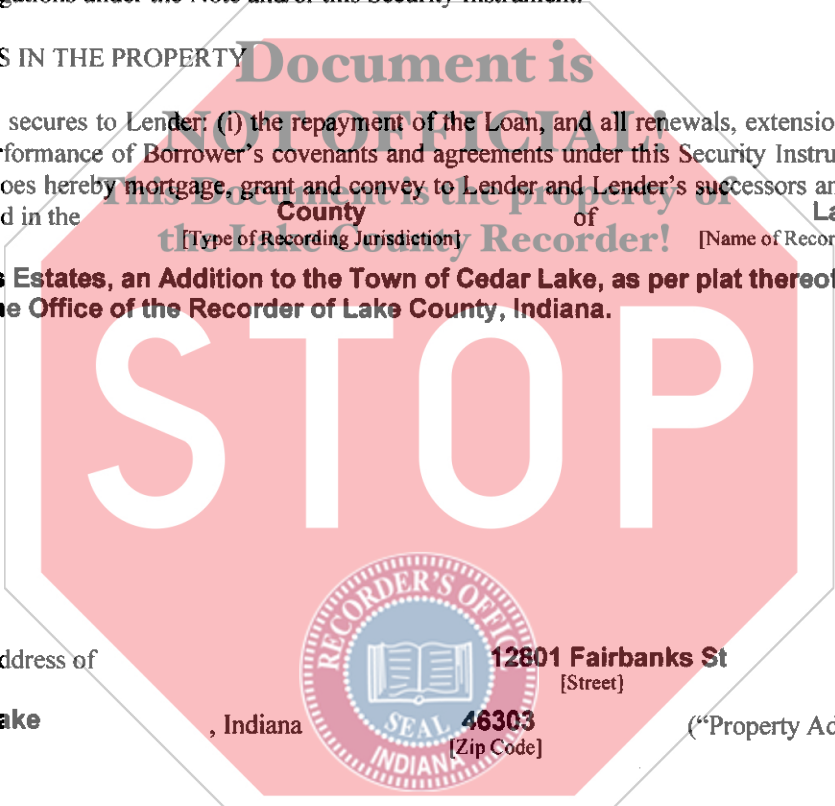 gations under the Note and/or this Security Instrument.
S IN THE PROPERTY
Document is
secures to Lender: (i) the repayment of the Loan, and all renewals, extensio
NOT OFFICIAL!
rformance of Borrower's covenants and agreements under this Security Instru
oes hereby mortgage, grant and convey to Lender and Lender's successors an
This Document is the property of
d in the County of La
the Lake County Recorder!
[Type of Recording Jurisdiction] [Name of Recor
s Estates, an Addition to the Town of Cedar Lake, as per plat thereof
e Office of the Recorder of Lake County, Indiana.
STOP
RECORDER'S OFFICE
ddress of 12801 Fairbanks St
[Street]
ake , Indiana 46303 ("Property Ad
SEAL
[Zip Code]
INDIANA